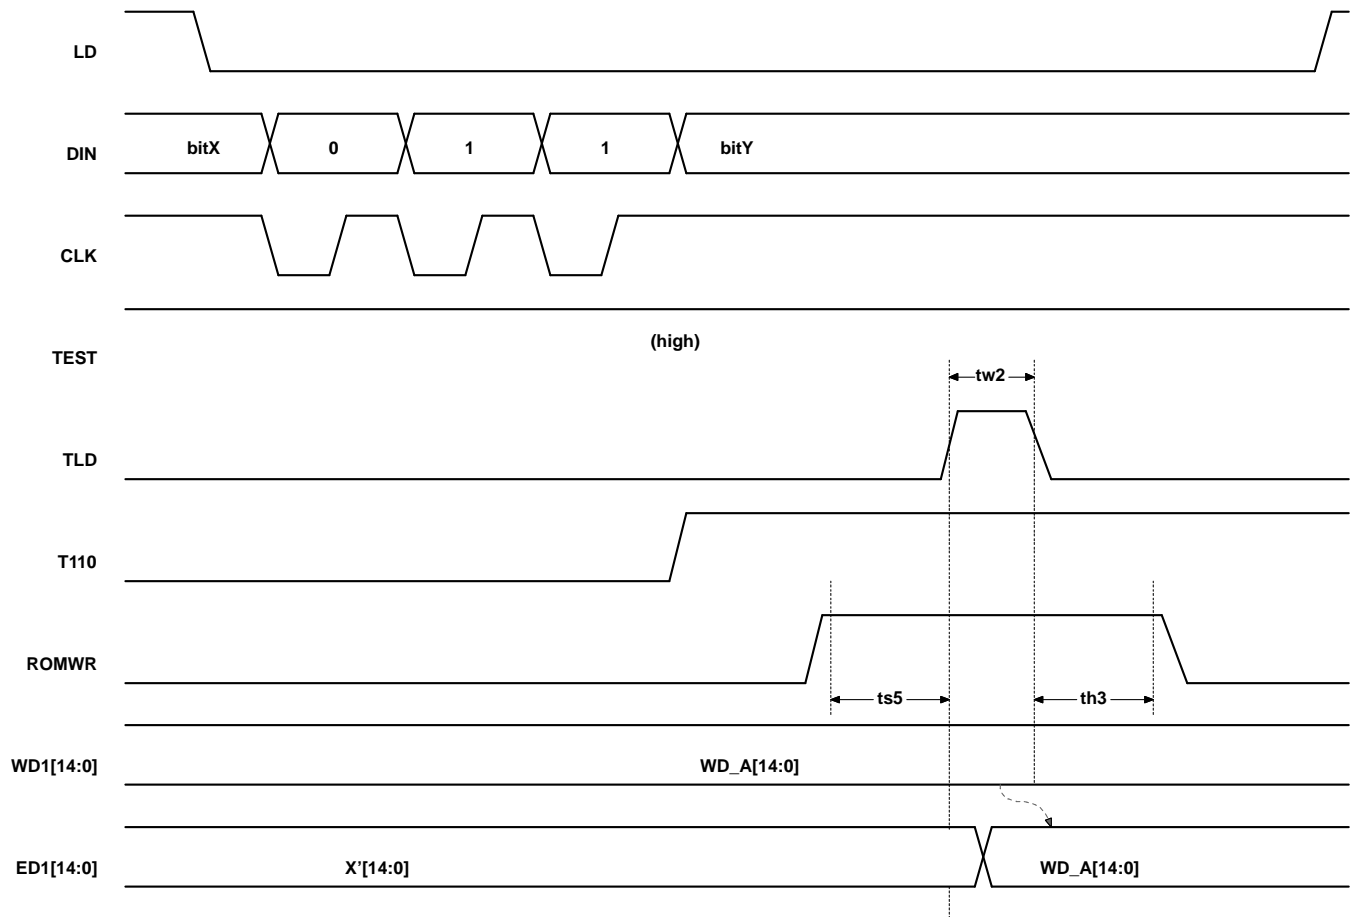 LD
DIN bitX 0 1 1 bitY
CLK
(high)
TEST
tw2
TLD
T110
ROMWR
ts5 th3
WD1[14:0] WD_A[14:0]
ED1[14:0] X’[14:0] WD_A[14:0]